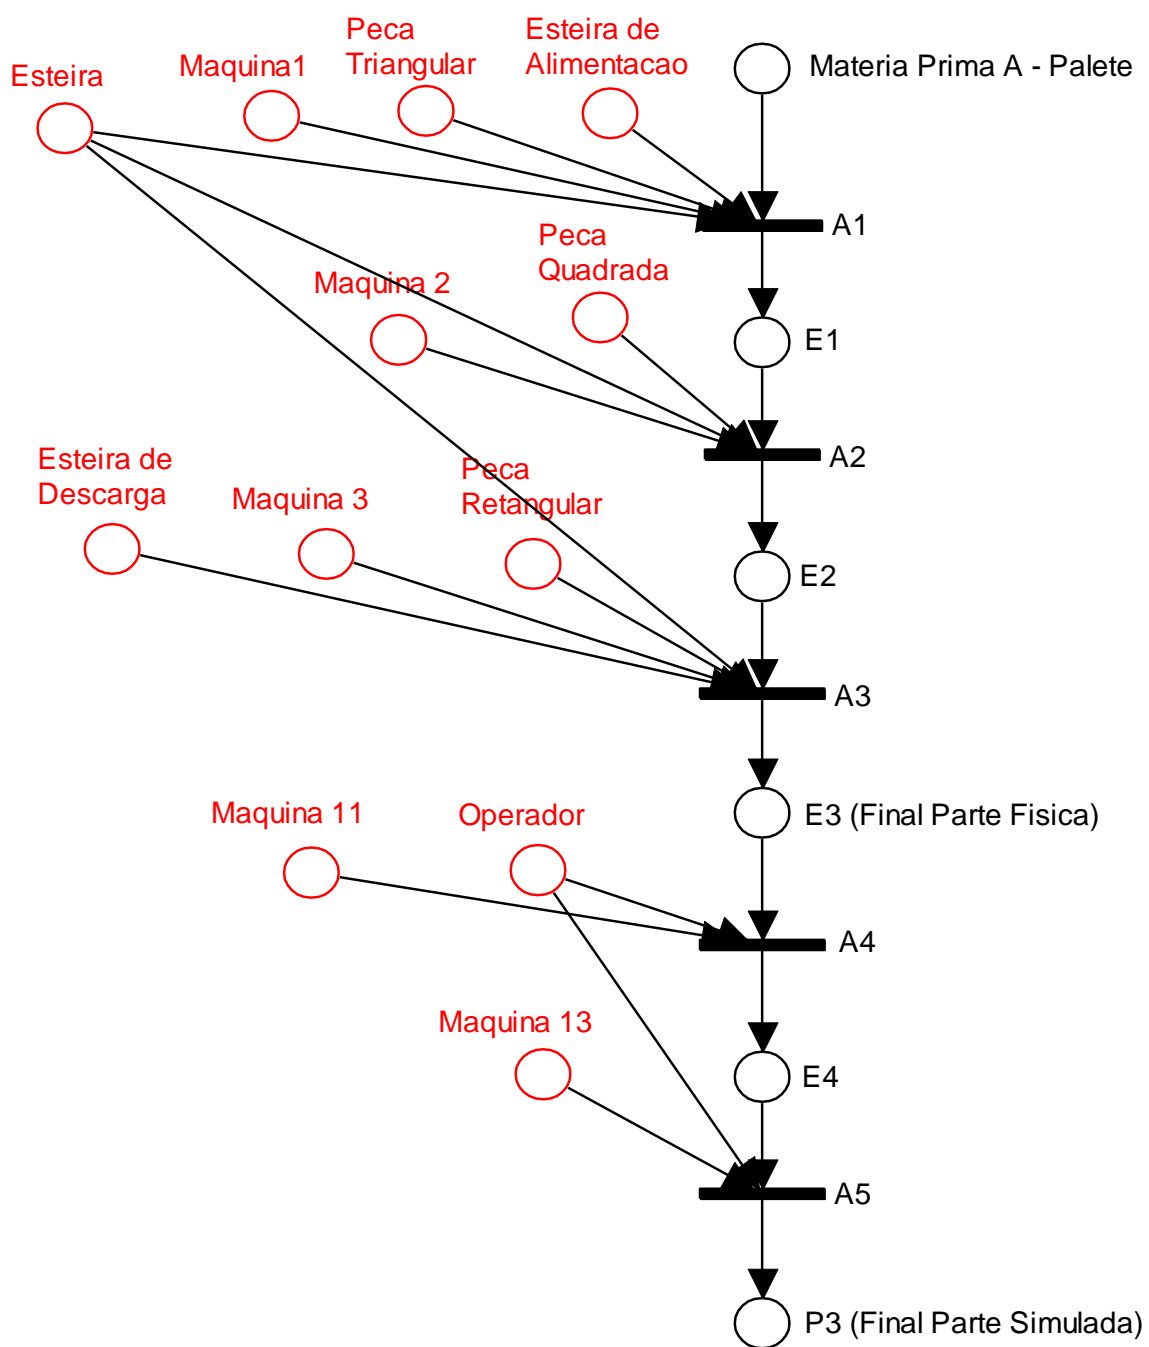 Peca
Triangular
Esteira de
Alimentacao
Esteira
Maquina1
Materia Prima A - Palete
A1
Peca
Quadrada
Maquina 2
E1
A2
Esteira de
Descarga
Maquina 3
Peca
Retangular
E2
A3
Maquina 11
Operador
E3 (Final Parte Fisica)
A4
Maquina 13
E4
A5
P3 (Final Parte Simulada)